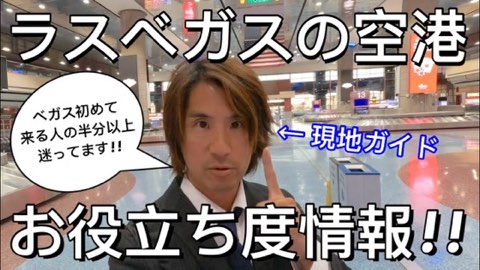 ラスベガスの空港
ベガス初めて
来る人の半分以上
迷ってます!!
← 現地ガイド
お役立ち度情報!!